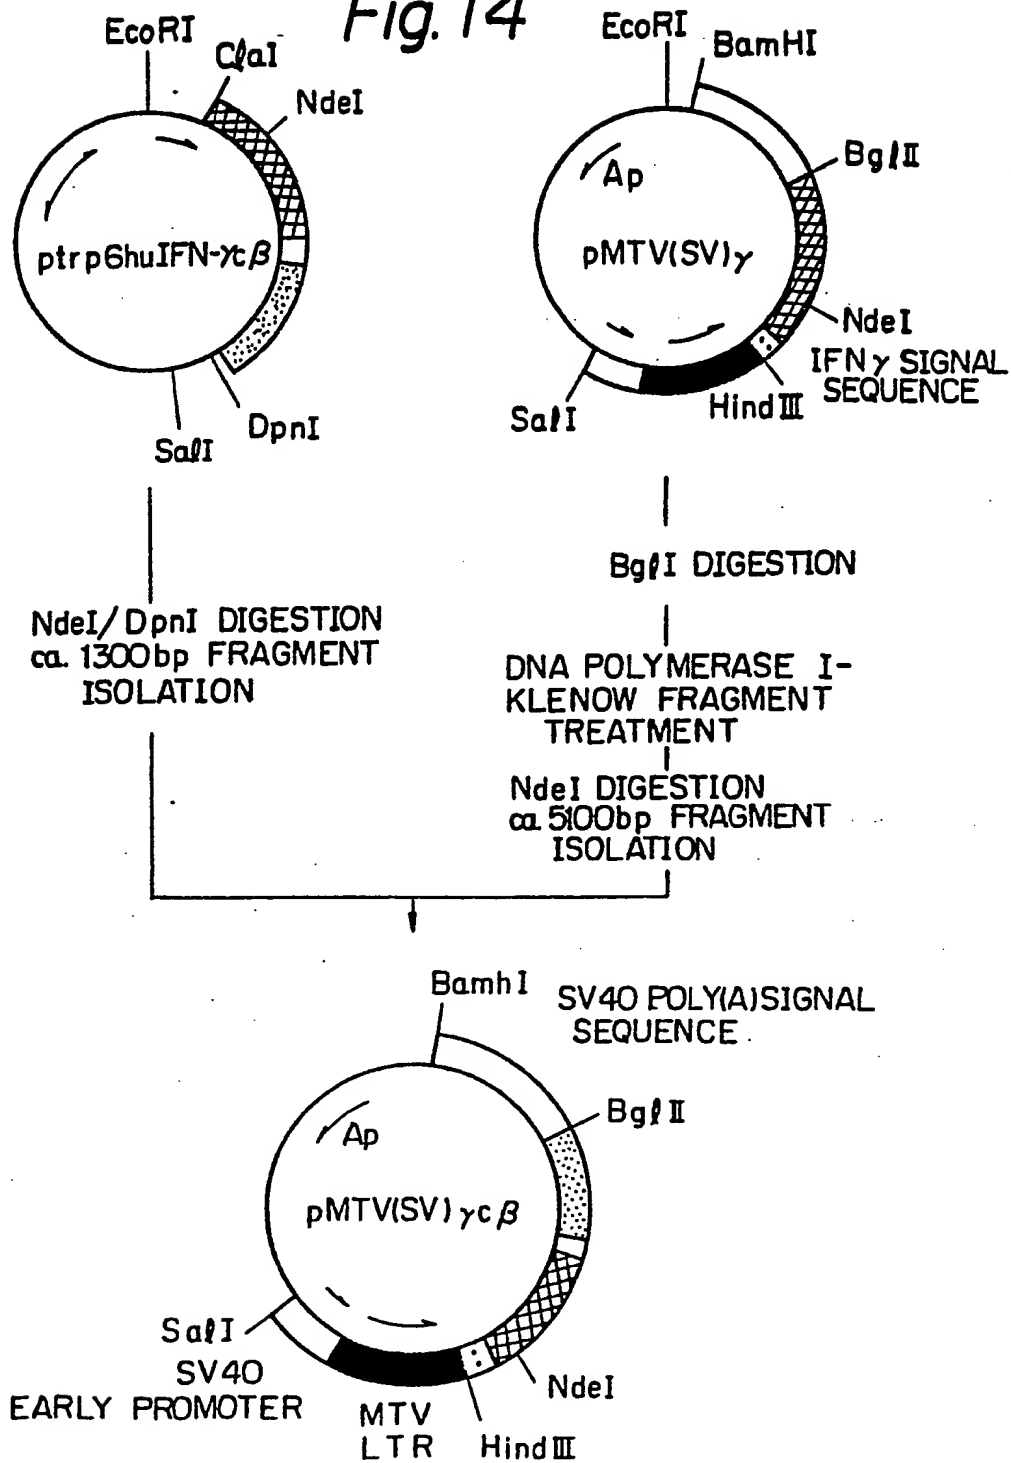 Fig. 14
EcoRI
ClaI
NdeI
ptrp6huIFN-γcβ
DpnI
SalI
EcoRI
BamHI
BglII
Ap
pMTV(SV)γ
NdeI
IFNγ SIGNAL
SEQUENCE
HindIII
SalI
NdeI/DpnI DIGESTION
ca. 1300bp FRAGMENT
ISOLATION
BglI DIGESTION
DNA POLYMERASE I-
KLENOW FRAGMENT
TREATMENT
NdeI DIGESTION
ca. 5100bp FRAGMENT
ISOLATION
BamhI
SV40 POLY(A) SIGNAL
SEQUENCE
BglII
Ap
pMTV(SV)γcβ
SalI
SV40
EARLY PROMOTER
MTV
LTR
HindIII
NdeI